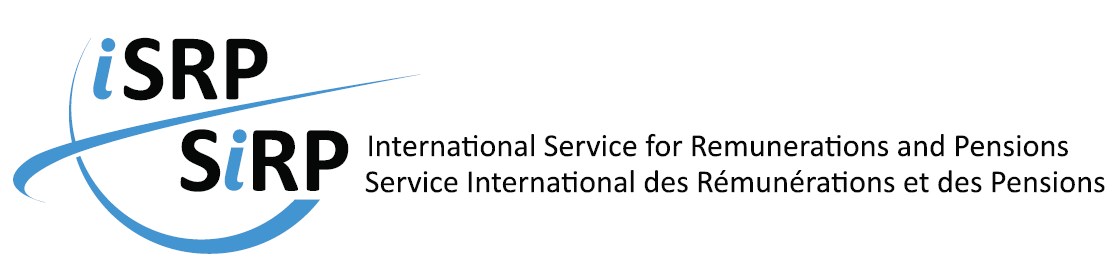 iSRP
SiRP
International Service for Remunerations and Pensions
Service International des Rémunérations et des Pensions